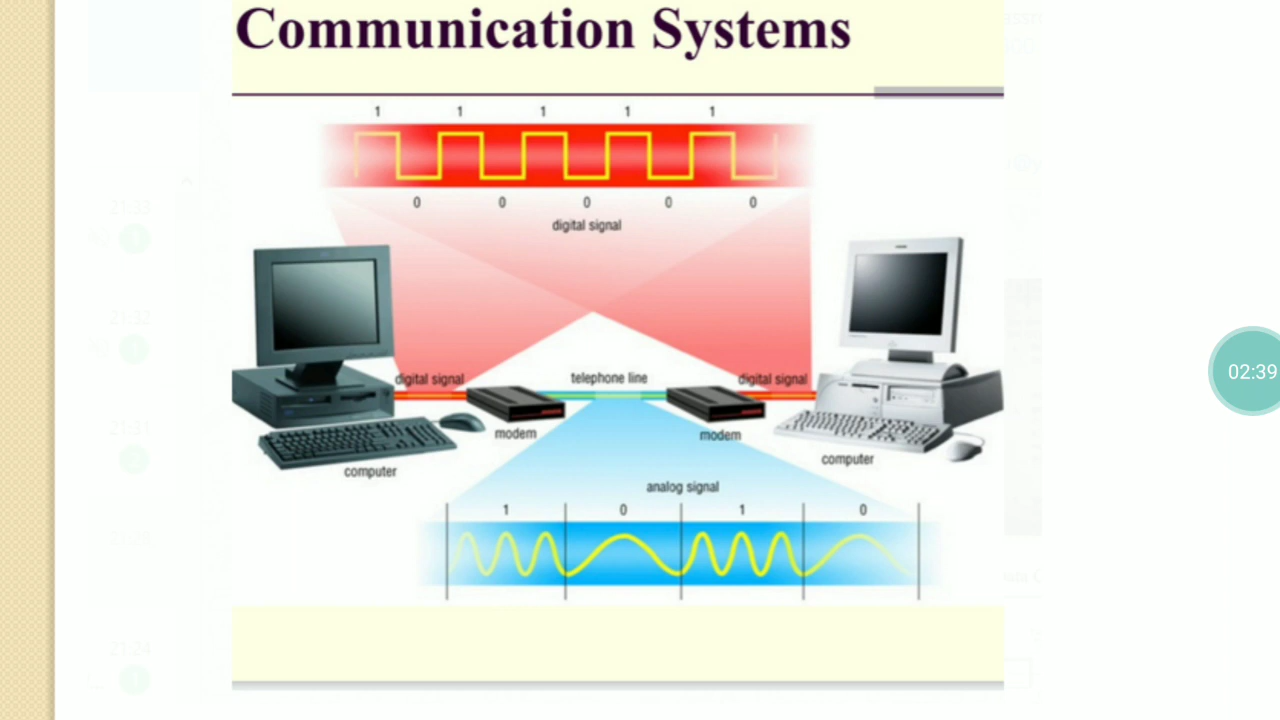 Communication Systems
1 1 1 1 1
0 0 0 0 0
digital signal
digital signal telephone line digital signal
modem modem
computer computer
analog signal
1 0 1 0
02:39